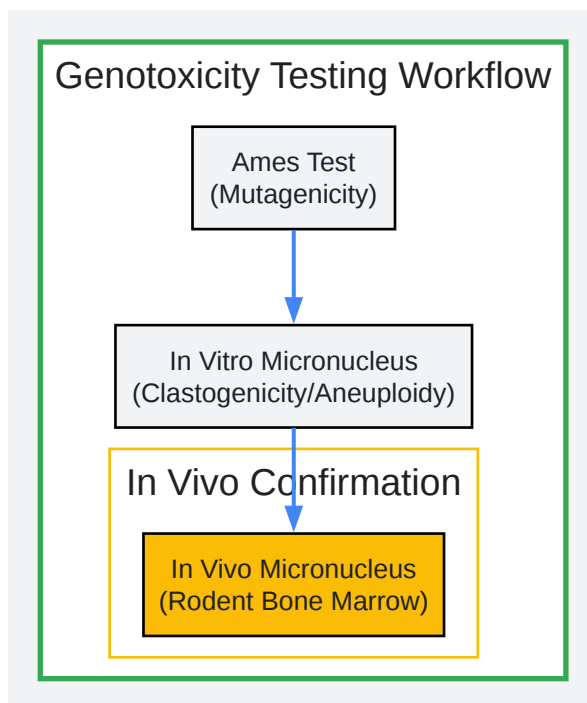 Genotoxicity Testing Workflow
Ames Test
(Mutagenicity)
In Vitro Micronucleus
(Clastogenicity/Aneuploidy)
In Vivo Confirmation
In Vivo Micronucleus
(Rodent Bone Marrow)